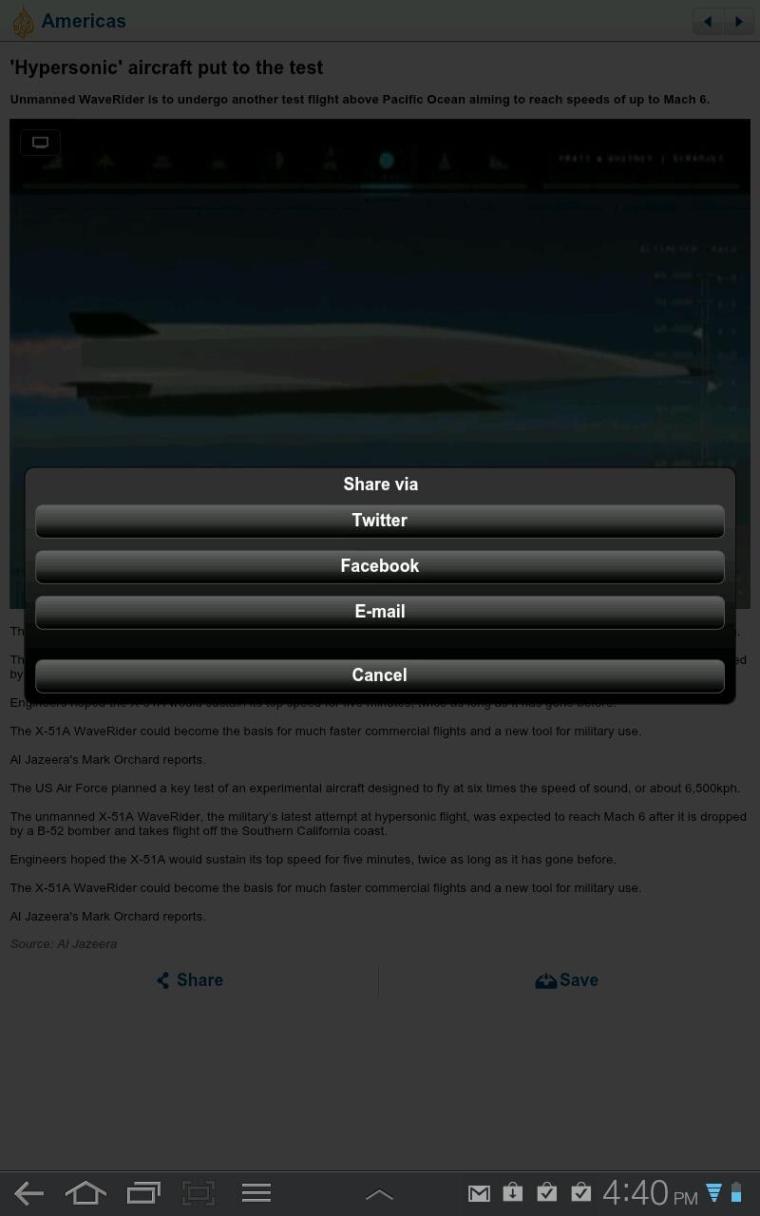 Americas
'Hypersonic' aircraft put to the test
Unmanned WaveRider is to undergo another test flight above Pacific Ocean aiming to reach speeds of up to Mach 6.
PRATT & WHITNEY | SCRAMJET
Share via
Twitter
Facebook
E-mail
Cancel
Th
Th ed
by
Engineers hoped the X-51A would sustain its top speed for five minutes, twice as long as it has gone before.
The X-51A WaveRider could become the basis for much faster commercial flights and a new tool for military use.
Al Jazeera's Mark Orchard reports.
The US Air Force planned a key test of an experimental aircraft designed to fly at six times the speed of sound, or about 6,500kph.
The unmanned X-51A WaveRider, the military's latest attempt at hypersonic flight, was expected to reach Mach 6 after it is dropped
by a B-52 bomber and takes flight off the Southern California coast.
Engineers hoped the X-51A would sustain its top speed for five minutes, twice as long as it has gone before.
The X-51A WaveRider could become the basis for much faster commercial flights and a new tool for military use.
Al Jazeera's Mark Orchard reports.
Source: Al Jazeera
Share
Save
4:40 PM